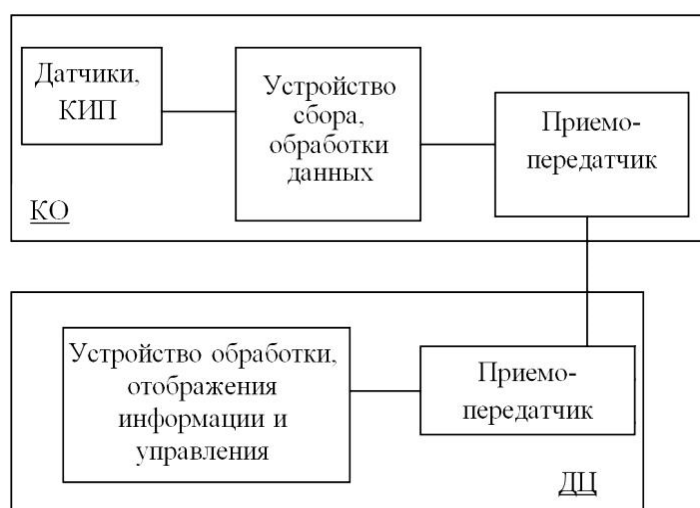 Датчики,
КИП
Устройство
сбора,
обработки
данных
Приемо-
передатчик
КО
Устройство обработки,
отображения
информации и
управления
Приемо-
передатчик
ДЦ